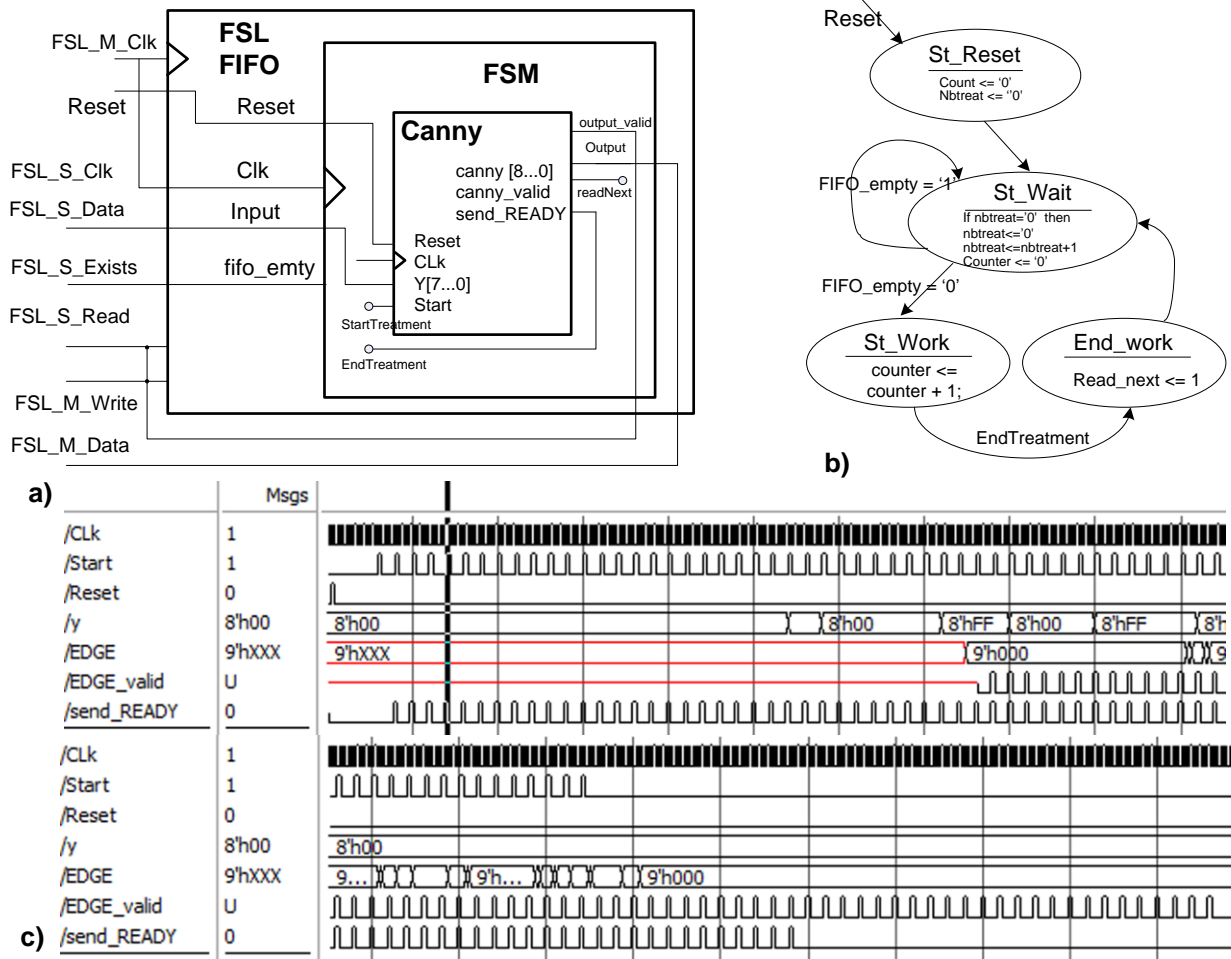 FSL_M_Clk
Reset
FSL_S_Clk
FSL_S_Data
FSL_S_Exists
FSL_S_Read
FSL_M_Write
FSL_M_Data
FSL
FIFO
Reset
Clk
Input
fifo_emty
FSM
Canny
canny [8...0]
canny_valid
send_READY
Reset
CLk
Y[7...0]
Start
output_valid
Output
readNext
StartTreatment
EndTreatment
a)
Reset
St_Reset
Count <= '0'
Nbtreat <= ''0'
FIFO_empty = '1'
St_Wait
If nbtreat='0' then
nbtreat<='0'
nbtreat<=nbtreat+1
Counter <= '0'
FIFO_empty = '0'
St_Work
counter <=
counter + 1;
End_work
Read_next <= 1
EndTreatment
b)
Msgs
/CLk 1
/Start 1
/Reset 0
/y 8'h00 8'h00 8'h00 8'hFF 8'h00 8'hFF 8'h
/EDGE 9'hXXX 9'hXXX 9'h000 9
/EDGE_valid U
/send_READY 0
/CLk 1
/Start 1
/Reset 0
/y 8'h00 8'h00
/EDGE 9'hXXX 9... 9'h... 9'h000
/EDGE_valid U
/send_READY 0
c)